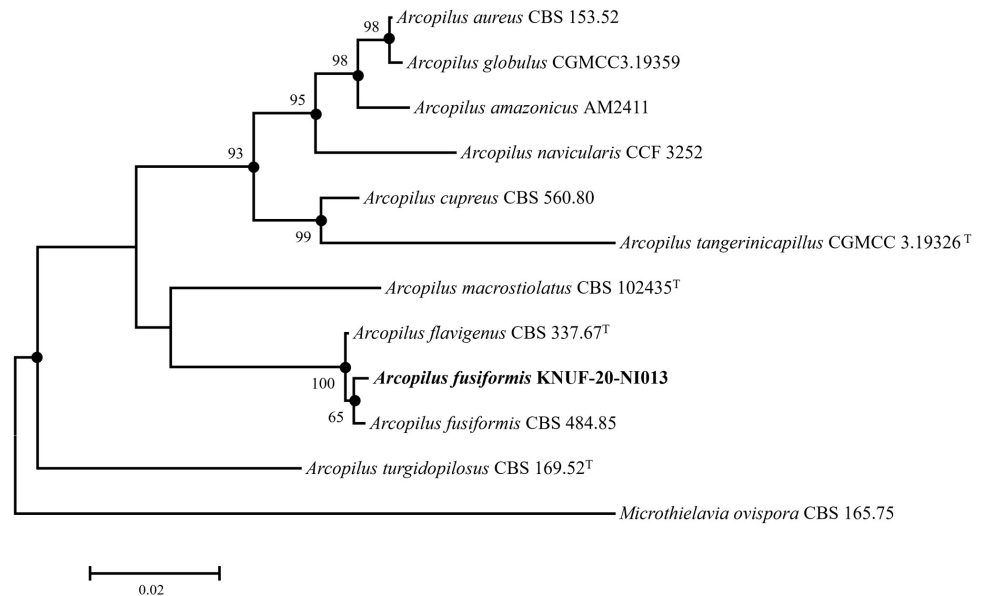 98
Arcopilus aureus CBS 153.52
98
Arcopilus globulus CGMCC3.19359
95
Arcopilus amazonicus AM2411
93
Arcopilus navicularis CCF 3252
Arcopilus cupreus CBS 560.80
99
Arcopilus tangerinicapillus CGMCC 3.19326 T
Arcopilus macrostiolatus CBS 102435T
Arcopilus flavigenus CBS 337.67T
100
Arcopilus fusiformis KNUF-20-NI013
65
Arcopilus fusiformis CBS 484.85
Arcopilus turgidopilosus CBS 169.52T
Microthielavia ovispora CBS 165.75
0.02